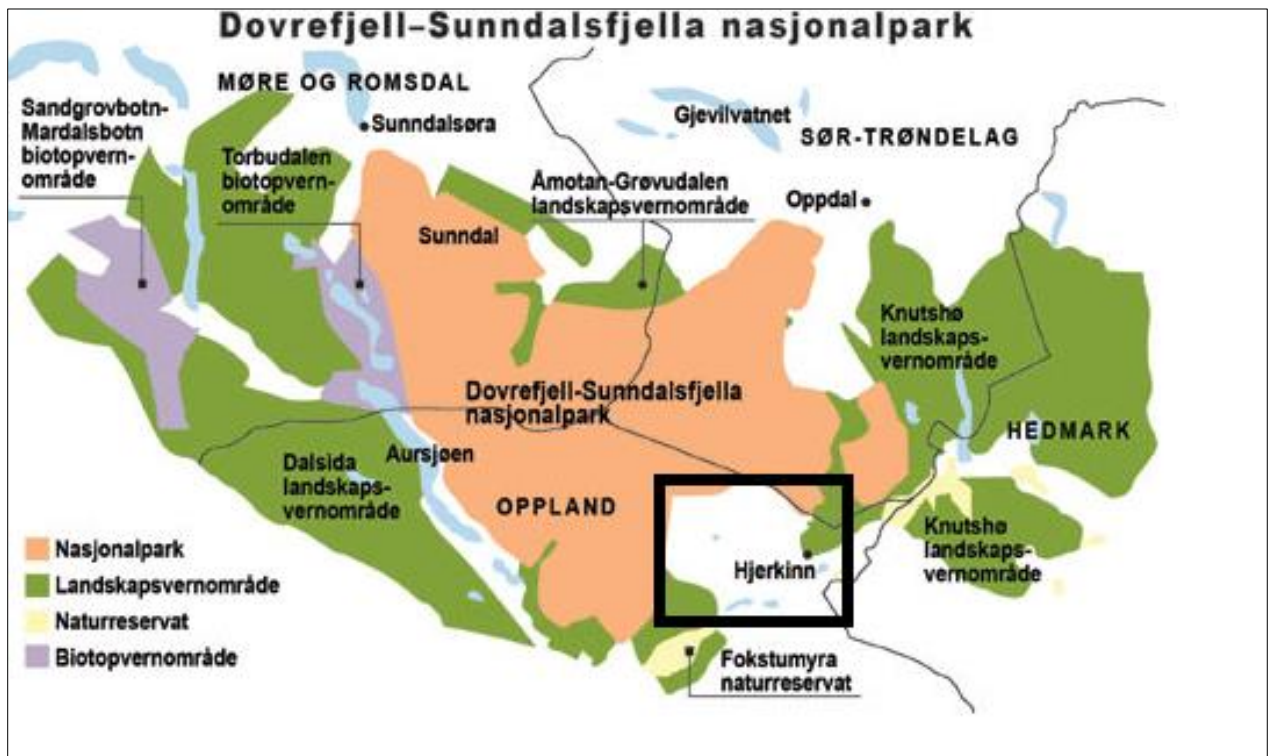 Dovrefjell–Sunndalsfjella nasjonalpark
MØRE OG ROMSDAL
Sandgrovbotn-
Mardalsbotn
biotopvern-
område
Sunndalsøra
Gjevilvatnet
SØR-TRØNDELAG
Torbudalen
biotopvern-
område
Åmotan-Grøvudalen
landskapsvernområde
Oppdal
Sunndal
Knutshø
landskaps-
vernområde
Dovrefjell-Sunndalsfjella
nasjonalpark
HEDMARK
Aursjøen
Dalsida
landskaps-
vernområde
OPPLAND
Knutshø
landskaps-
vernområde
Hjerkinn
Nasjonalpark
Landskapsvernområde
Naturreservat
Biotopvernområde
Fokstumyra
naturreservat